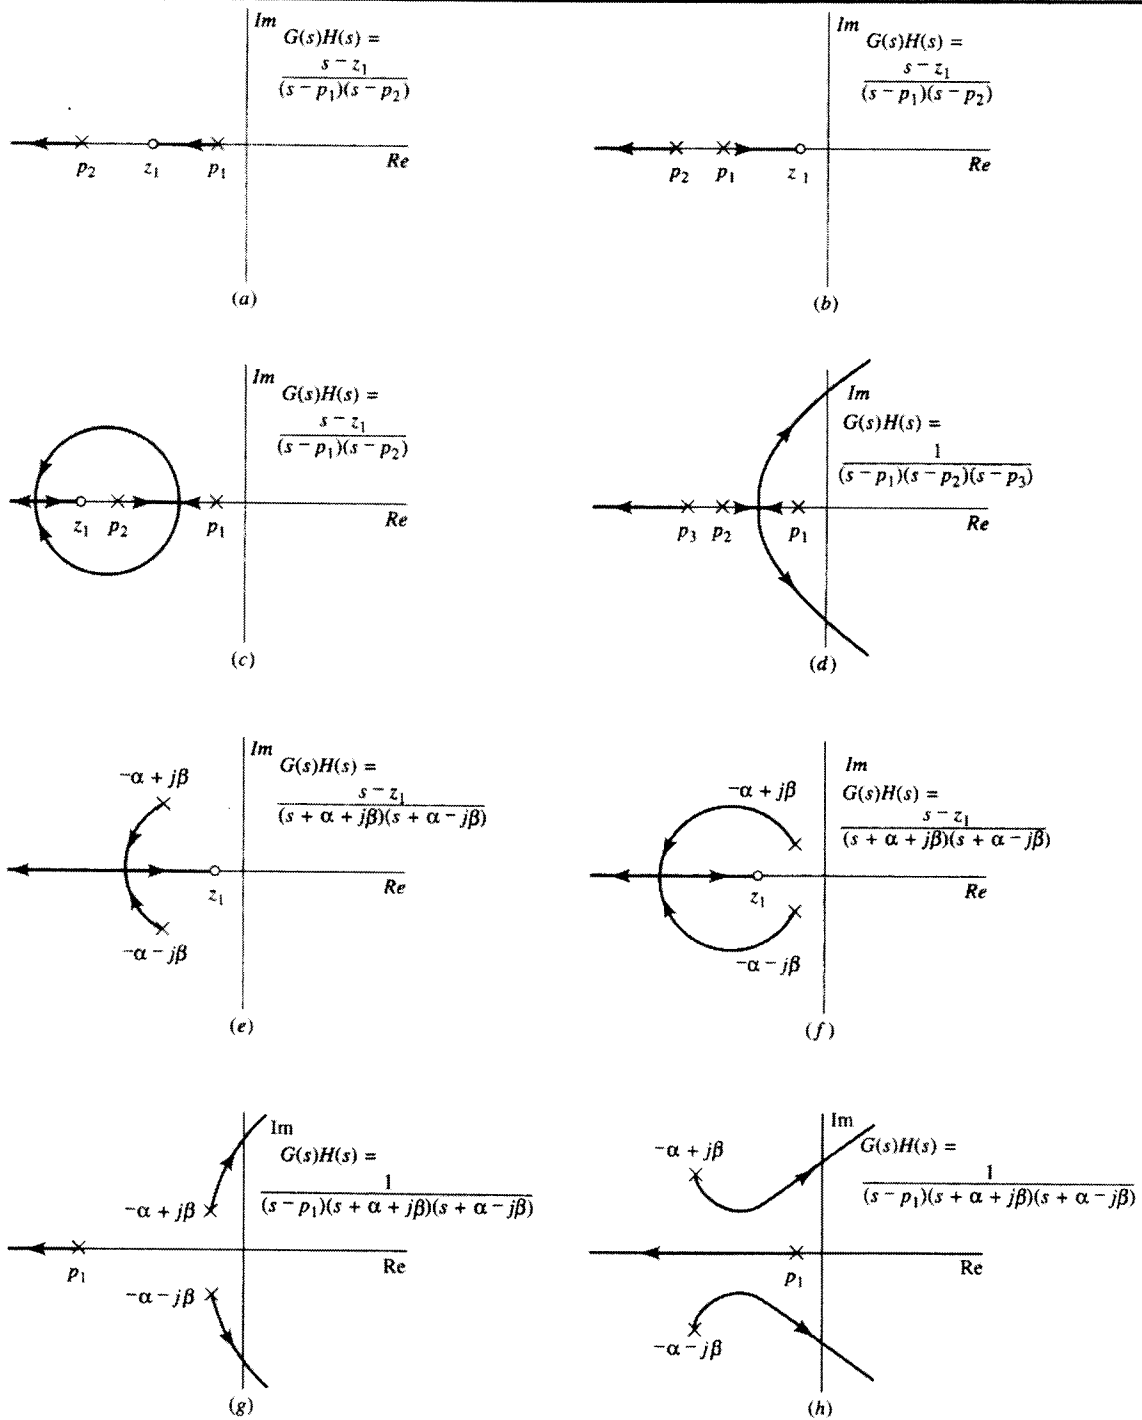 Im
G(s)H(s) =
s − z₁
(s − p₁)(s − p₂)
p₂ z₁ p₁ Re
(a)
Im
G(s)H(s) =
s − z₁
(s − p₁)(s − p₂)
p₂ p₁ z₁ Re
(b)
Im
G(s)H(s) =
s − z₁
(s − p₁)(s − p₂)
z₁ p₂ p₁ Re
(c)
Im
G(s)H(s) =
1
(s − p₁)(s − p₂)(s − p₃)
p₃ p₂ p₁ Re
(d)
Im
G(s)H(s) =
s − z₁
(s + α + jβ)(s + α − jβ)
−α + jβ
z₁ Re
−α − jβ
(e)
Im
G(s)H(s) =
s − z₁
(s + α + jβ)(s + α − jβ)
−α + jβ
z₁ Re
−α − jβ
(f)
Im
G(s)H(s) =
1
(s − p₁)(s + α + jβ)(s + α − jβ)
−α + jβ
p₁ Re
−α − jβ
(g)
Im
G(s)H(s) =
1
(s − p₁)(s + α + jβ)(s + α − jβ)
−α + jβ
p₁ Re
−α − jβ
(h)